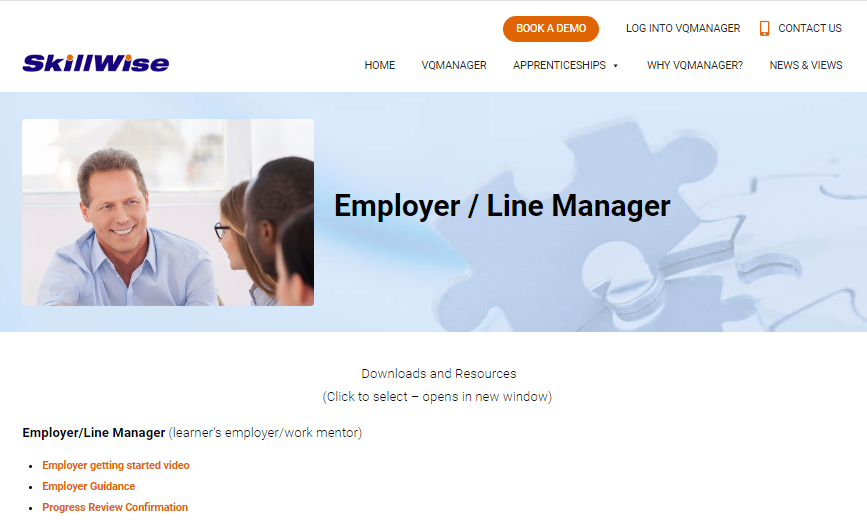 BOOK A DEMO LOG INTO VQMANAGER CONTACT US
SkillWise
HOME VQMANAGER APPRENTICESHIPS WHY VQMANAGER? NEWS & VIEWS
Employer / Line Manager
Downloads and Resources
(Click to select – opens in new window)
Employer/Line Manager (learner's employer/work mentor)
Employer getting started video
Employer Guidance
Progress Review Confirmation